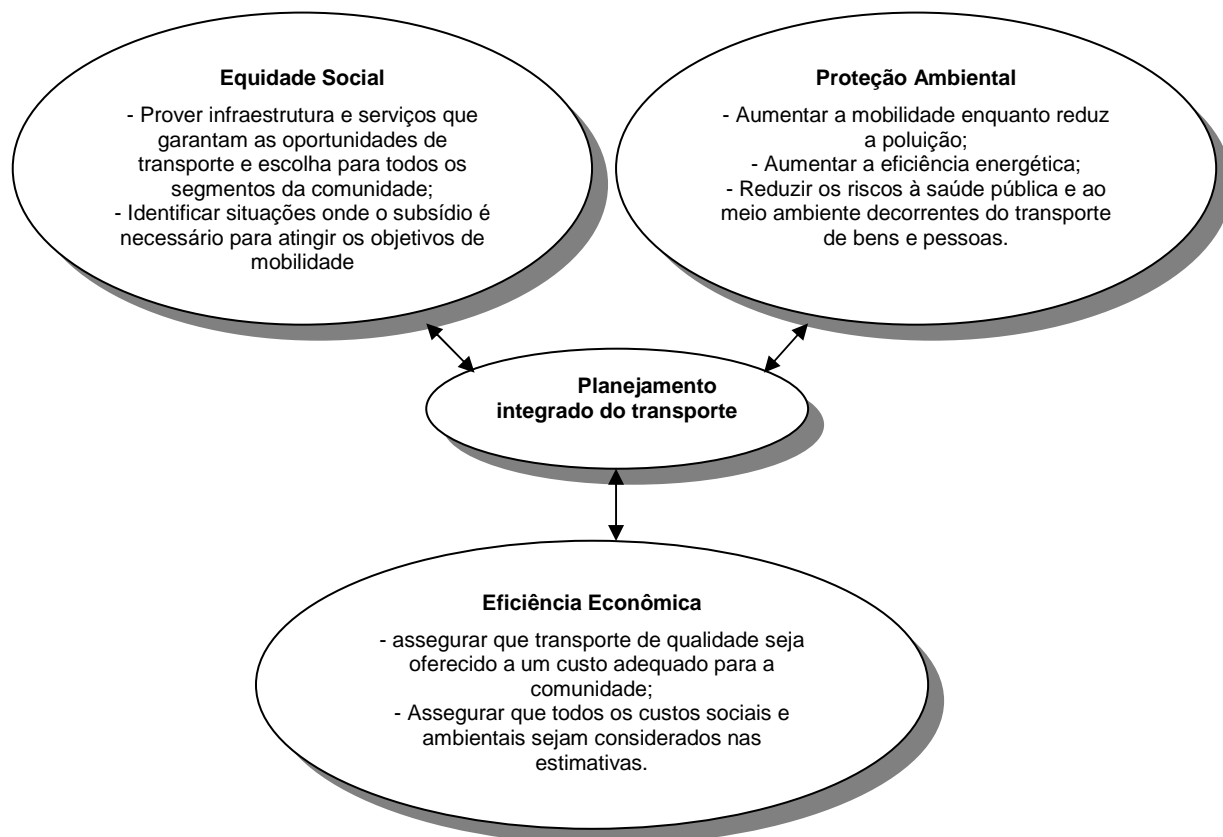 Equidade Social
- Prover infraestrutura e serviços que
garantam as oportunidades de
transporte e escolha para todos os
segmentos da comunidade;
- Identificar situações onde o subsídio é
necessário para atingir os objetivos de
mobilidade
Proteção Ambiental
- Aumentar a mobilidade enquanto reduz
a poluição;
- Aumentar a eficiência energética;
- Reduzir os riscos à saúde pública e ao
meio ambiente decorrentes do transporte
de bens e pessoas.
Planejamento
integrado do transporte
Eficiência Econômica
- assegurar que transporte de qualidade seja
oferecido a um custo adequado para a
comunidade;
- Assegurar que todos os custos sociais e
ambientais sejam considerados nas
estimativas.